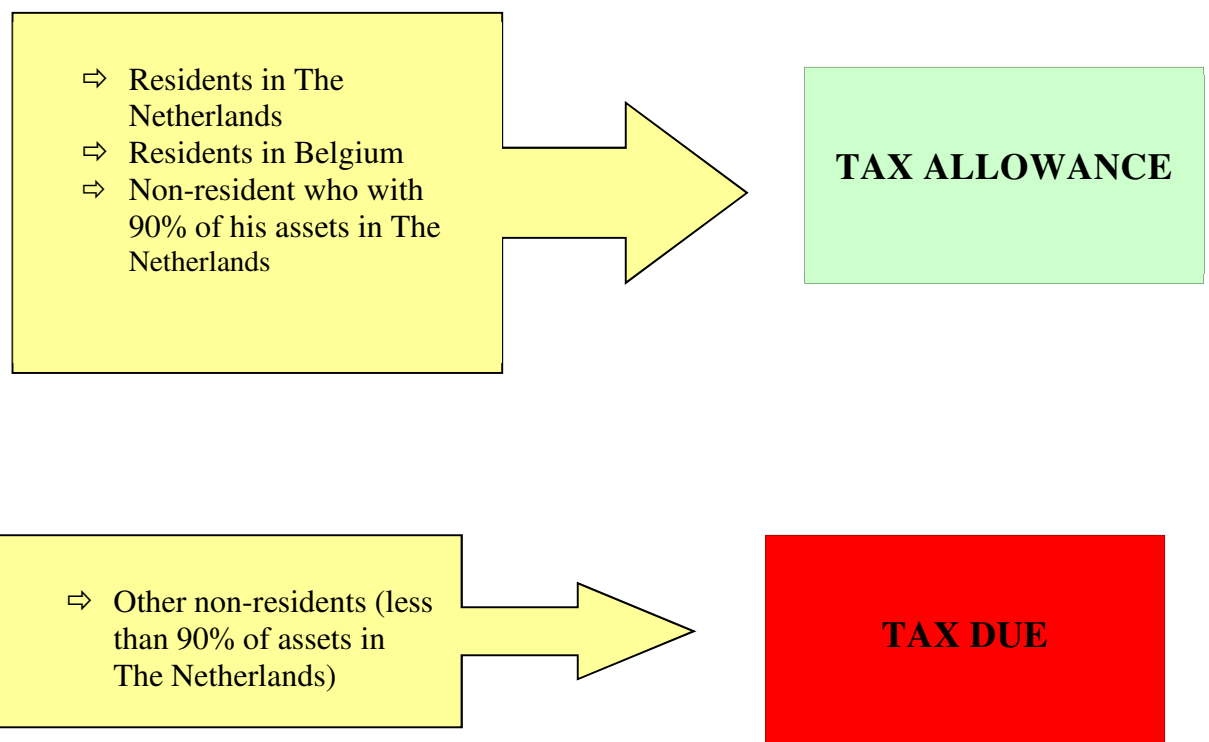 ⇨ Residents in The
Netherlands
⇨ Residents in Belgium
⇨ Non-resident who with
90% of his assets in The
Netherlands
TAX ALLOWANCE
⇨ Other non-residents (less
than 90% of assets in
The Netherlands)
TAX DUE